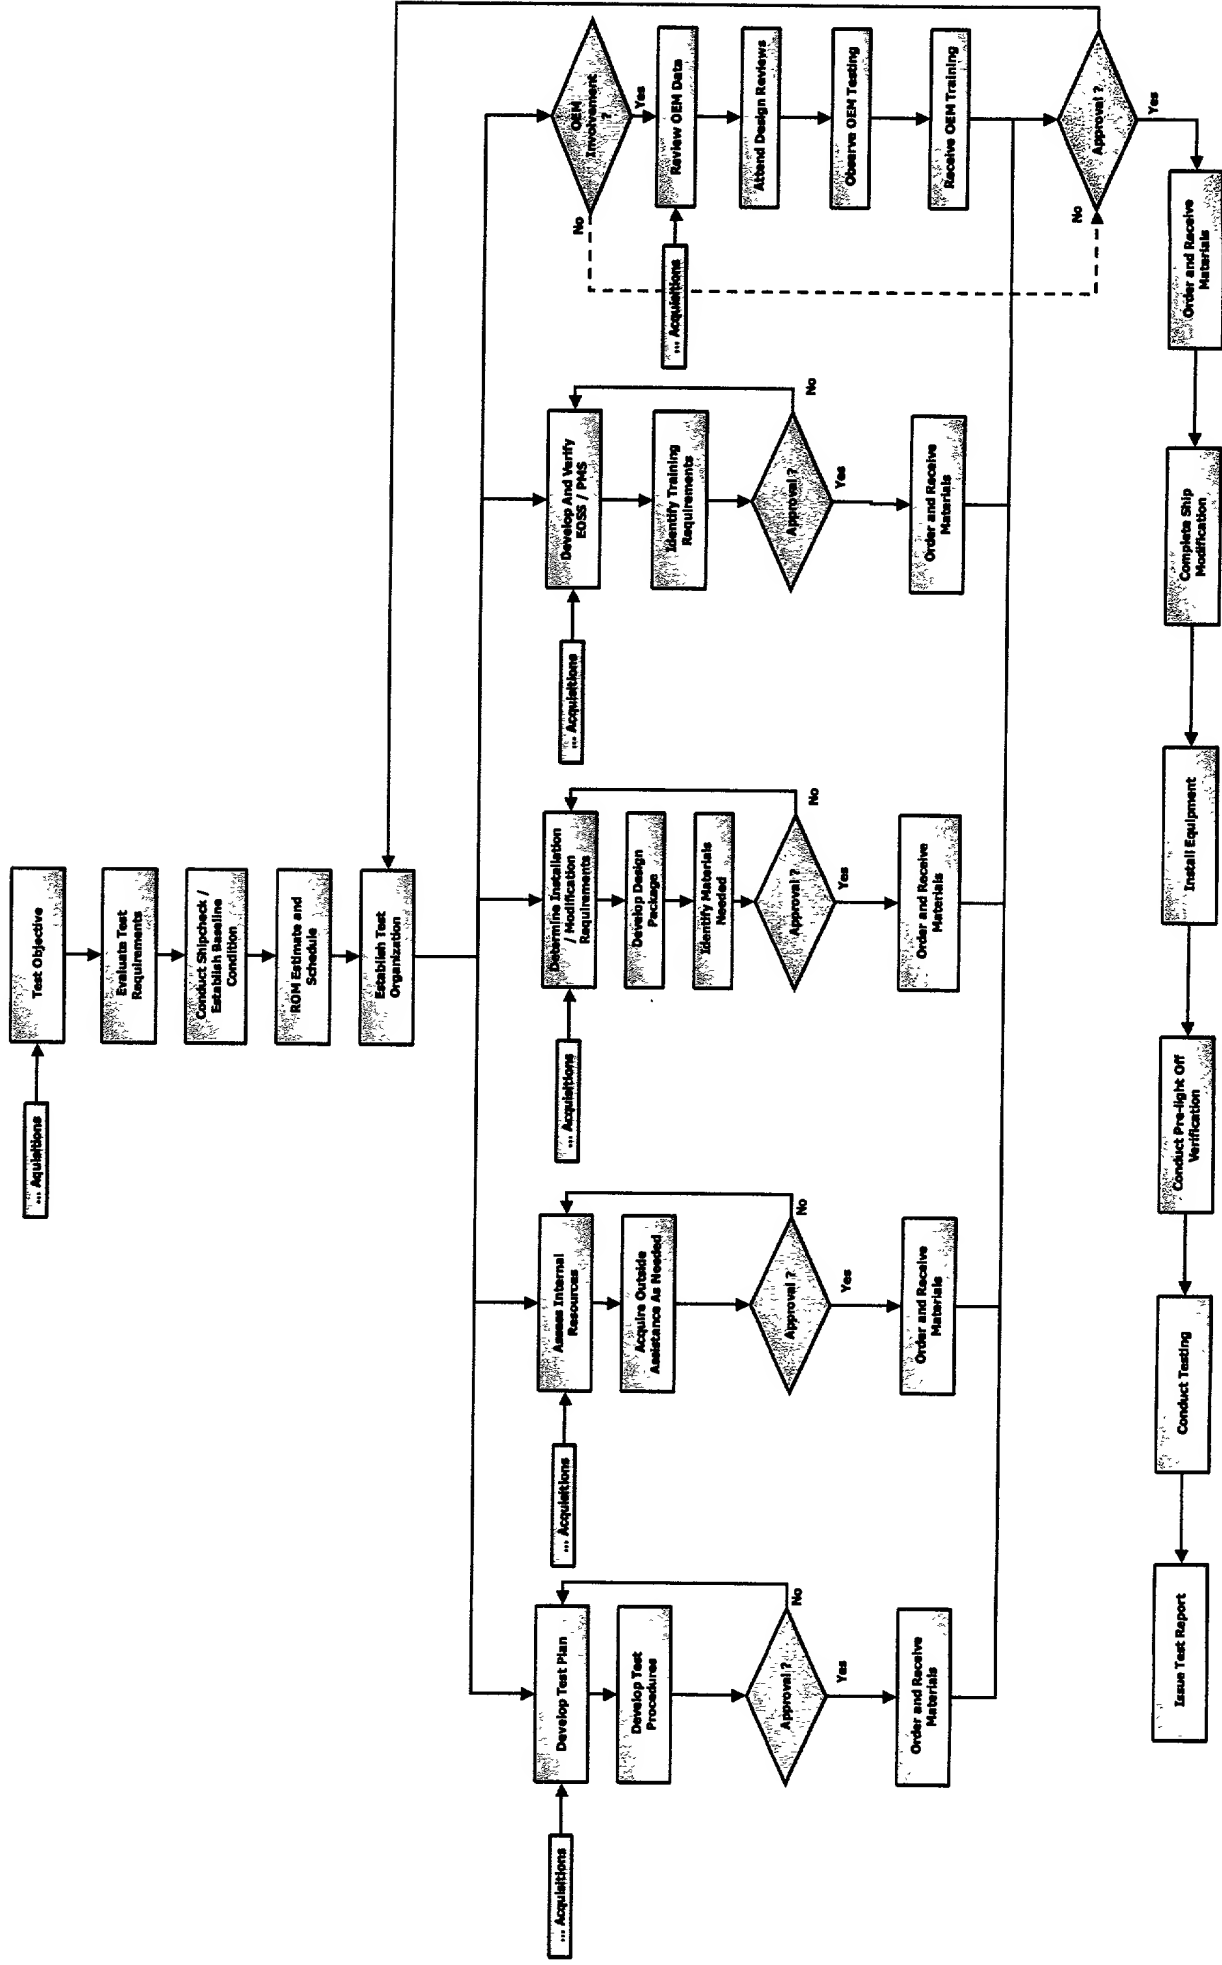 ... Aquisitions
Test Objective
Evaluate Test
Requirements
Conduct Shipcheck /
Establish Baseline
Condition
ROM Estimate and
Schedule
Establish Test
Organization
... Acquisitions
Develop Test Plan
Develop Test
Procedures
Approval ?
No
Yes
Order and Receive
Materials
... Acquisitions
Assess Internal
Resources
Acquire Outside
Assistance As Needed
Approval ?
No
Yes
Order and Receive
Materials
... Acquisitions
Determine Installation
/ Modification
Requirements
Develop Design
Package
Identify Materials
Needed
Approval ?
No
Yes
Order and Receive
Materials
... Acquisitions
Develop And Verify
EOSS / PMS
Identify Training
Requirements
Approval ?
No
Yes
Order and Receive
Materials
OEM
Involvement
?
No
Yes
... Acquisitions
Review OEM Data
Attend Design Reviews
Observe OEM Testing
Receive OEM Training
Approval ?
No
Yes
Order and Receive
Materials
Complete Ship
Modification
Install Equipment
Conduct Pre-light Off
Verification
Conduct Testing
Issue Test Report